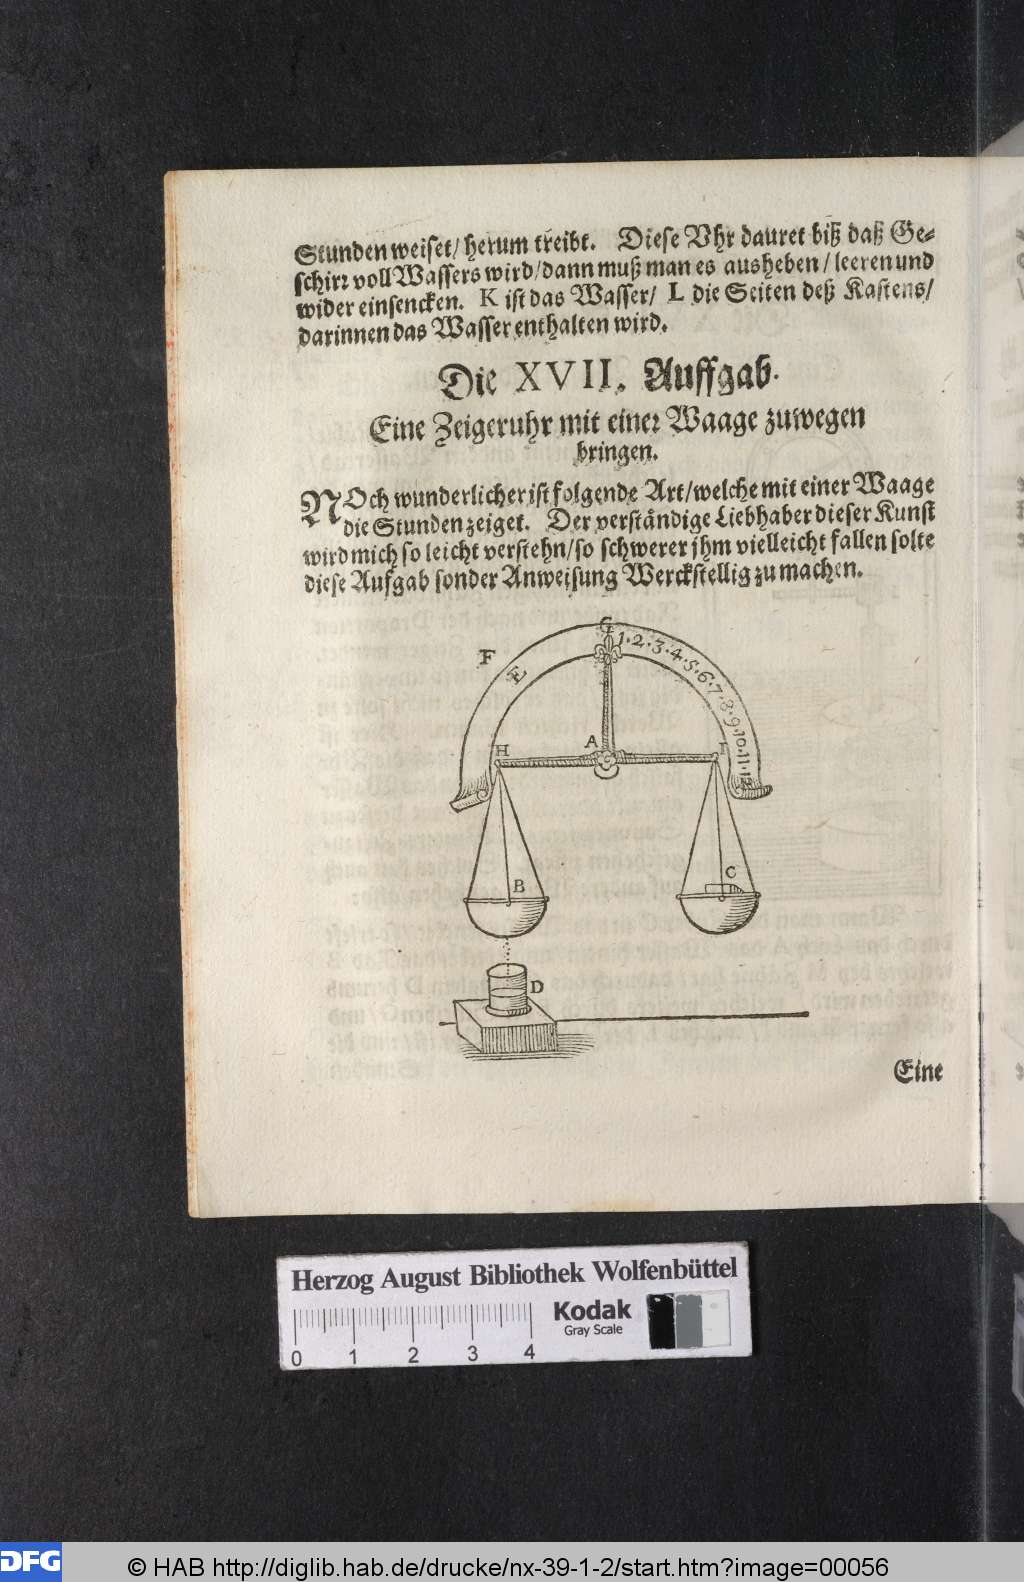 Stunden weiset/ herum treibt. Diese Vhr dauret biß daß Ge-
schirr voll Wassers wird/dann muß man es ausheben/ leeren und
wider einsencken. K ist das Wasser/ L die Seiten deß Kastens/
darinnen das Wasser enthalten wird.
Die XVII. Auffgab.
Eine Zeigeruhr mit einer Waage zuwegen
bringen.
NOch wunderlicher ist folgende Art/welche mit einer Waage
die Stunden zeiget. Der verständige Liebhaber dieser Kunst
wird mich so leicht verstehn/so schwerer jhm vielleicht fallen solte
diese Aufgab sonder Anweisung Werckstellig zu machen.
G
1·2·3·4·5·6·7·8·9·10·11·12
F
E
A
H
I
B
C
D
Eine
Herzog August Bibliothek Wolfenbüttel
0 1 2 3 4
Kodak
Gray Scale
DFG
© HAB http://diglib.hab.de/drucke/nx-39-1-2/start.htm?image=00056